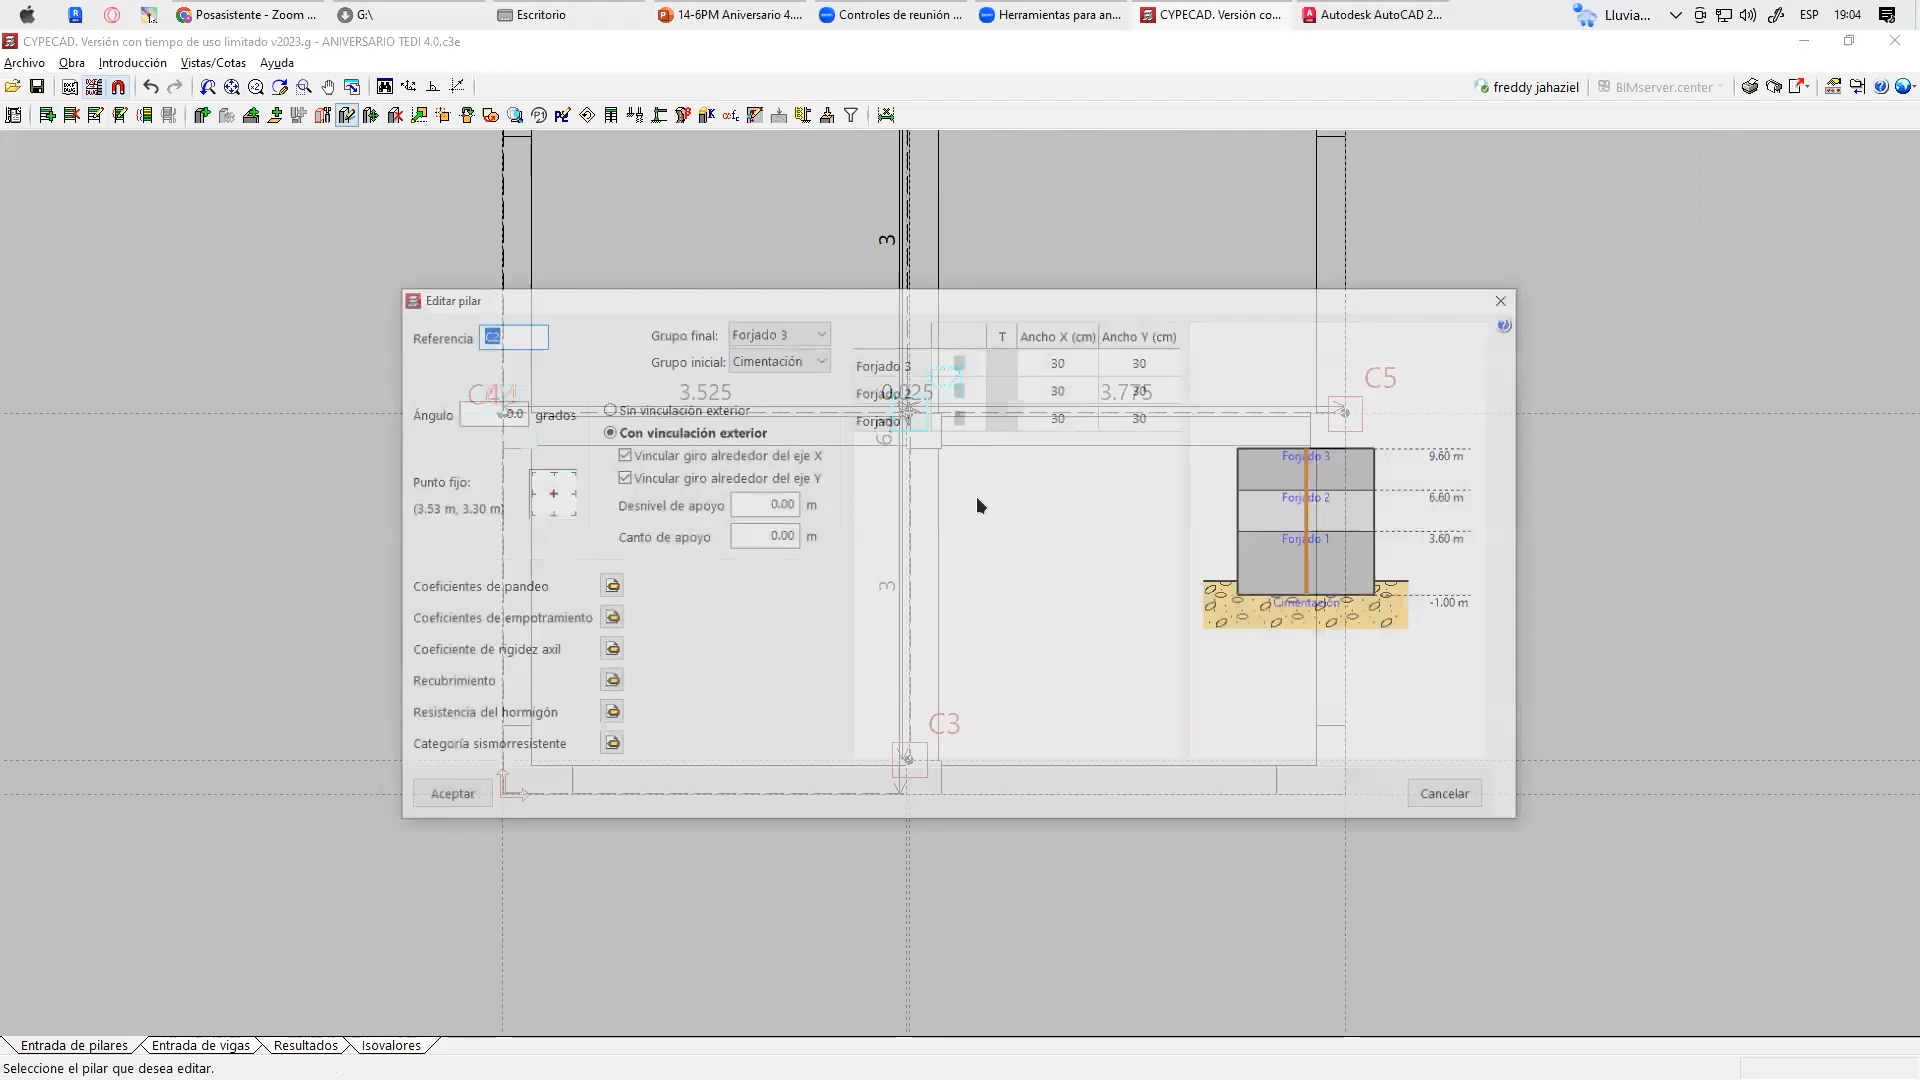 Posasistente - Zoom ...
G:\
Escritorio
14-6PM Aniversario 4....
Controles de reunión ...
Herramientas para an...
CYPECAD. Versión co...
Autodesk AutoCAD 2...
Lluvia...
ESP
19:04
CYPECAD. Versión con tiempo de uso limitado v2023.g - ANIVERSARIO TEDI 4.0.c3e
Archivo Obra Introducción Vistas/Cotas Ayuda
freddy jahaziel
BIMserver.center
3
Editar pilar
Referencia C2
Grupo final: Forjado 3
T Ancho X (cm) Ancho Y (cm)
Grupo inicial: Cimentación
Forjado 3 30 30
Forjado 2 30 30
Forjado 1 30 30
3.525 0.025 3.775
C2
C5
Ángulo 0.0 grados
Sin vinculación exterior
Con vinculación exterior
Vincular giro alrededor del eje X
Vincular giro alrededor del eje Y
Punto fijo:
(3.53 m, 3.30 m)
Desnivel de apoyo 0.00 m
Canto de apoyo 0.00 m
Forjado 3 9.60 m
Forjado 2 6.60 m
Forjado 1 3.60 m
Cimentación -1.00 m
3
Coeficientes de pandeo
Coeficientes de empotramiento
Coeficiente de rigidez axil
Recubrimiento
Resistencia del hormigón
Categoría sismorresistente
C3
Aceptar
Cancelar
Entrada de pilares Entrada de vigas Resultados Isovalores
Seleccione el pilar que desea editar.